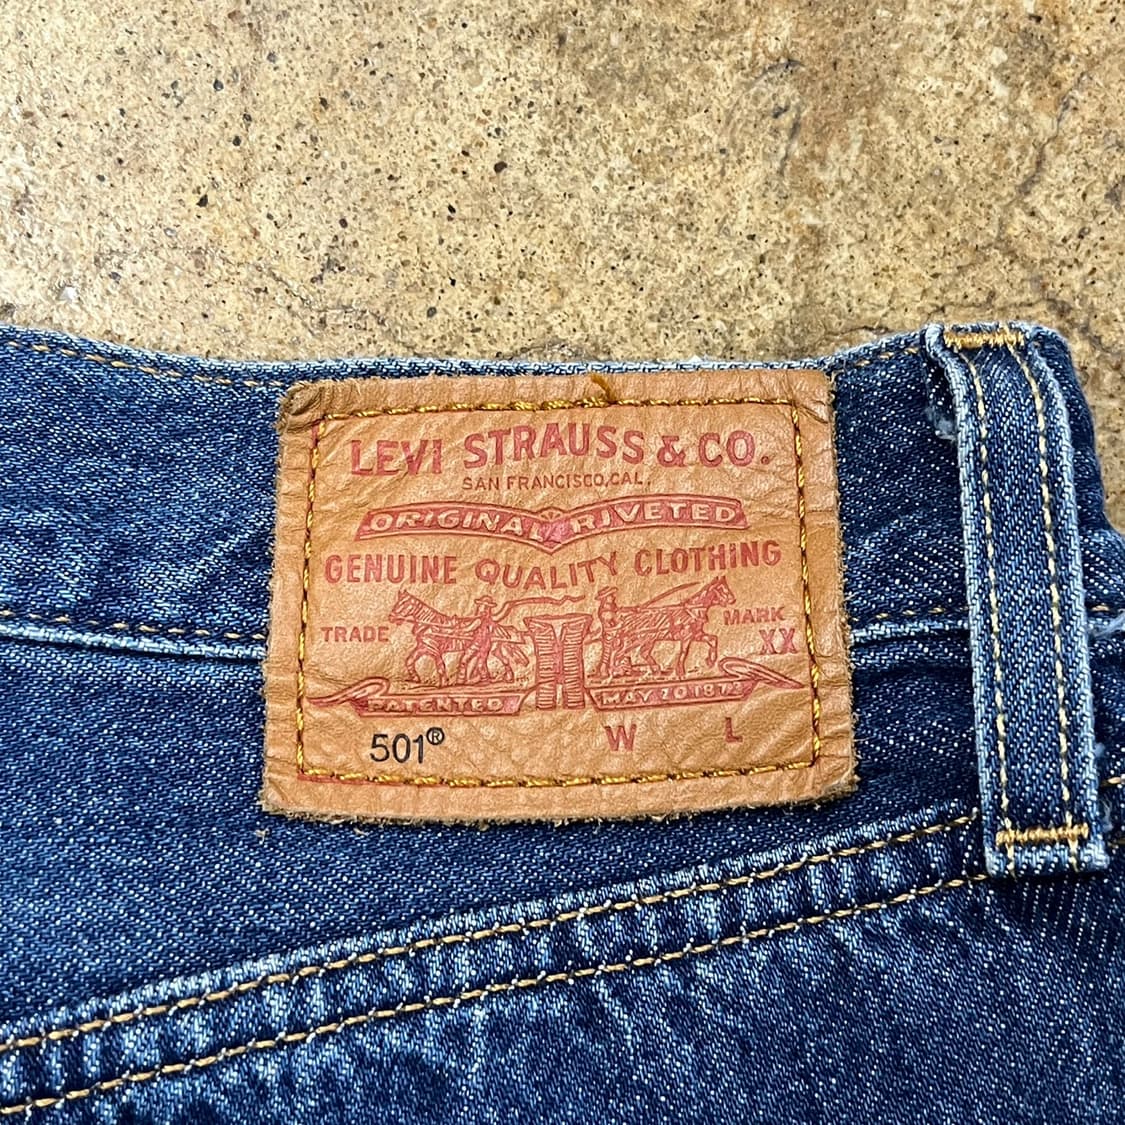 LEVI STRAUSS & CO.
SAN FRANCISCO, CAL.
ORIGINAL RIVETED
GENUINE QUALITY CLOTHING
TRADE MARK
XX
PATENTED MAY 20 1873
501® W L